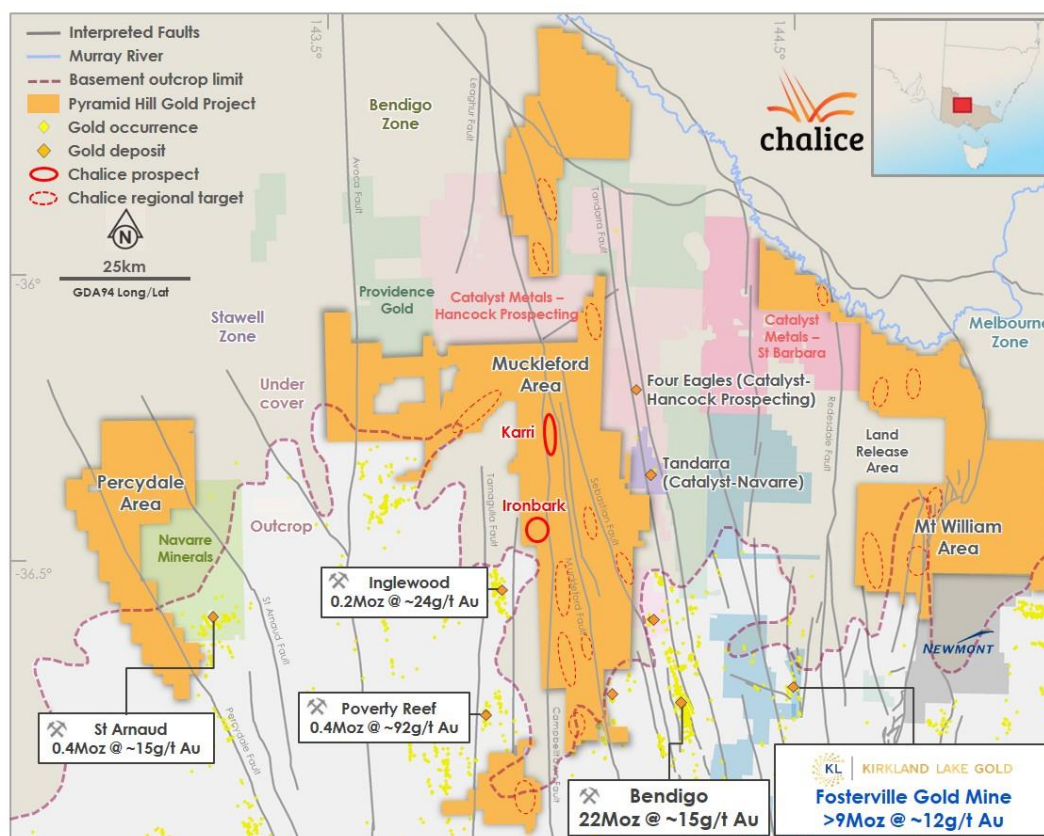 Interpreted Faults
Murray River
Basement outcrop limit
Pyramid Hill Gold Project
Gold occurrence
Gold deposit
Chalice prospect
Chalice regional target
N
25km
GDA94 Long/Lat
143.5°
144.5°
-36°
-36.5°
chalice
Bendigo
Zone
Leaghur Fault
Avoca Fault
Tandarra Fault
Providence
Gold
Catalyst Metals –
Hancock Prospecting
Stawell
Zone
Catalyst
Metals –
St Barbara
Melbourne
Zone
Under
cover
Muckleford
Area
Four Eagles (Catalyst-
Hancock Prospecting)
Karri
Redesdale Fault
Land
Release
Area
Percydale
Area
Tandarra
(Catalyst-Navarre)
Outcrop
Tarnagulla Fault
Ironbark
Sebastian Fault
Mt William
Area
Navarre
Minerals
Muckleford Fault
Inglewood
0.2Moz @ ~24g/t Au
St Arnaud Fault
NEWMONT
St Arnaud
0.4Moz @ ~15g/t Au
Poverty Reef
0.4Moz @ ~92g/t Au
Percydale Fault
Campbelltown Fault
Bendigo
22Moz @ ~15g/t Au
KL KIRKLAND LAKE GOLD
Fosterville Gold Mine
>9Moz @ ~12g/t Au